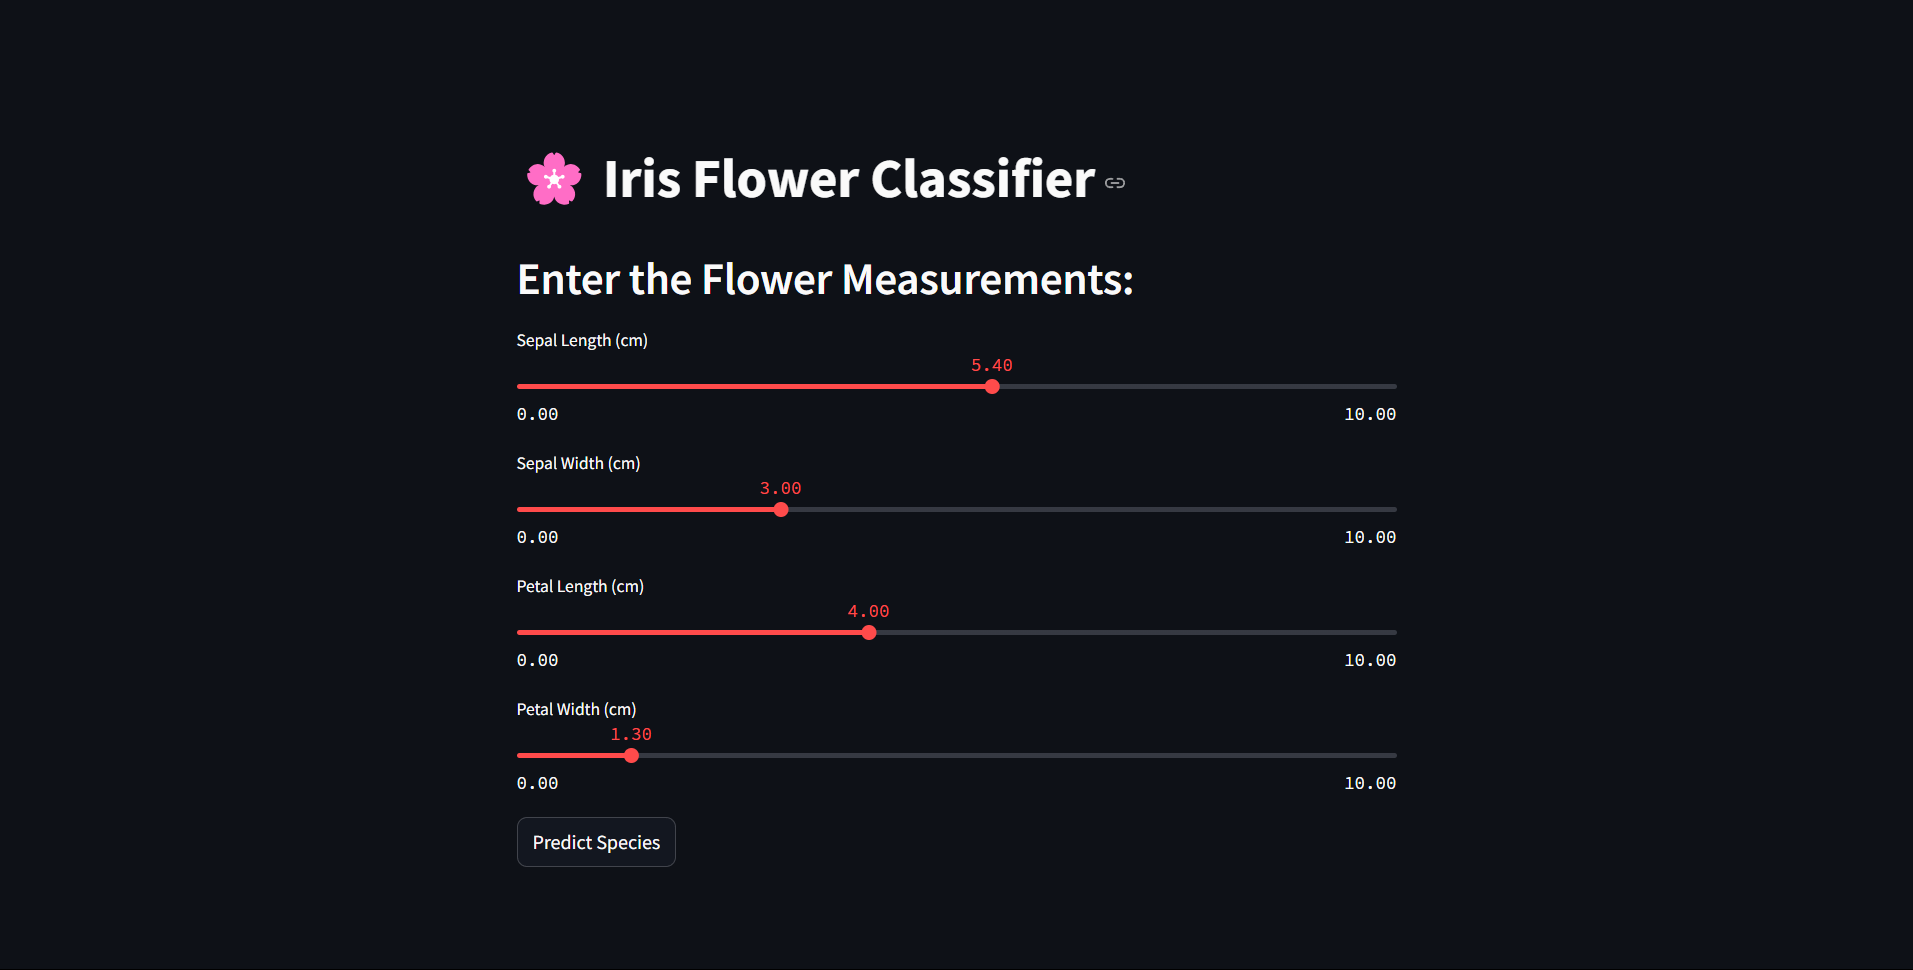 Iris Flower Classifier
Enter the Flower Measurements:
Sepal Length (cm)
5.40
0.00 10.00
Sepal Width (cm)
3.00
0.00 10.00
Petal Length (cm)
4.00
0.00 10.00
Petal Width (cm)
1.30
0.00 10.00
Predict Species